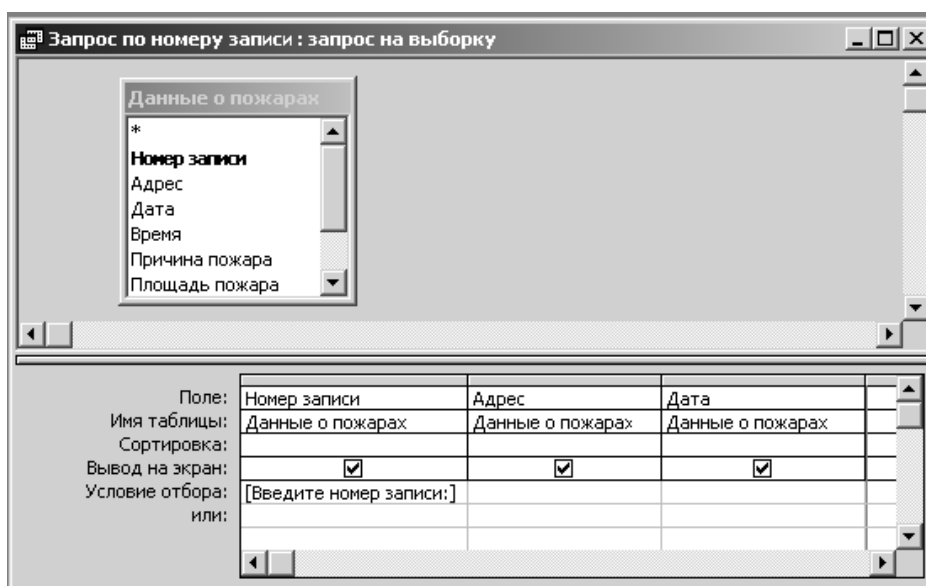 Запрос по номеру записи : запрос на выборку
Данные о пожарах
*
Номер записи
Адрес
Дата
Время
Причина пожара
Площадь пожара
Поле: Номер записи Адрес Дата
Имя таблицы: Данные о пожарах Данные о пожарах Данные о пожарах
Сортировка:
Вывод на экран:
Условие отбора: [Введите номер записи:]
или: